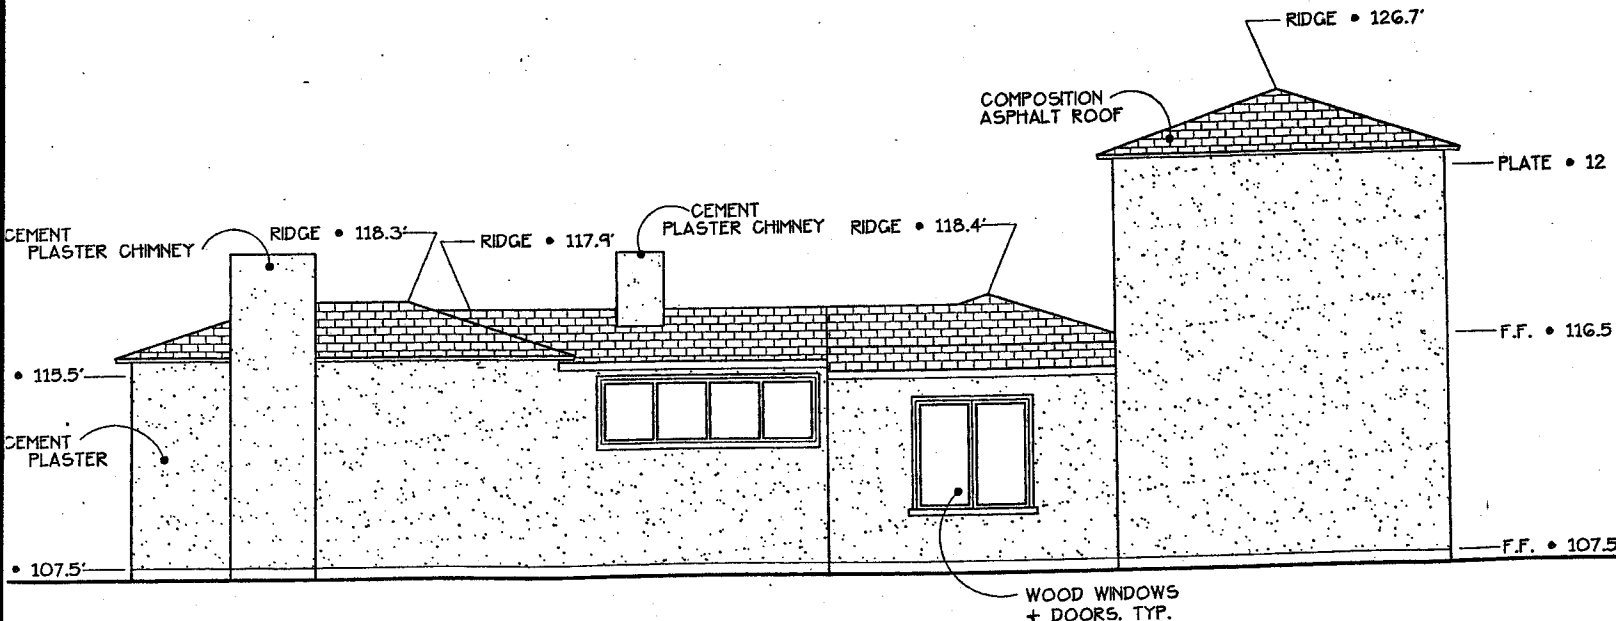 RIDGE • 126.7'
COMPOSITION
ASPHALT ROOF
PLATE • 12
CEMENT
PLASTER CHIMNEY
RIDGE • 118.3'
RIDGE • 117.9'
CEMENT
PLASTER CHIMNEY
RIDGE • 118.4'
F.F. • 116.5
• 115.5'
CEMENT
PLASTER
F.F. • 107.5
• 107.5'
WOOD WINDOWS
+ DOORS, TYP.